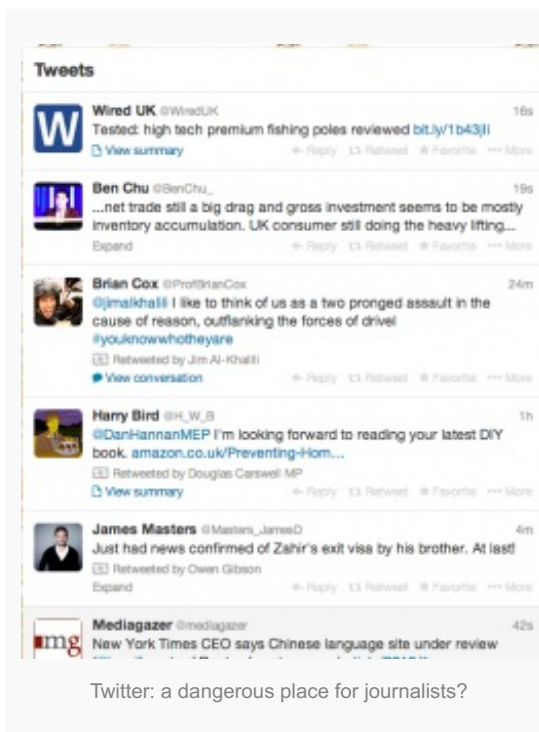 Tweets
W
Wired UK @WiredUK 16s
Tested: high tech premium fishing poles reviewed bit.ly/1b43jli
View summary Reply Retweet Favorite More
Ben Chu @BenChu_ 19s
...net trade still a big drag and gross investment seems to be mostly
inventory accumulation. UK consumer still doing the heavy lifting...
Expand Reply Retweet Favorite More
Brian Cox @ProfBrianCox 24m
@jimalkhalili I like to think of us as a two pronged assault in the
cause of reason, outflanking the forces of drivel
#youknowwhotheyare
Retweeted by Jim Al-Khalili
View conversation Reply Retweet Favorite More
Harry Bird @H_W_B 1h
@DanHannanMEP I'm looking forward to reading your latest DIY
book. amazon.co.uk/Preventing-Hom...
Retweeted by Douglas Carswell MP
View summary Reply Retweet Favorite More
James Masters @Masters_JamesD 4m
Just had news confirmed of Zahir's exit visa by his brother. At last!
Retweeted by Owen Gibson
Expand Reply Retweet Favorite More
mg
Mediagazer @mediagazer 42s
New York Times CEO says Chinese language site under review
Twitter: a dangerous place for journalists?